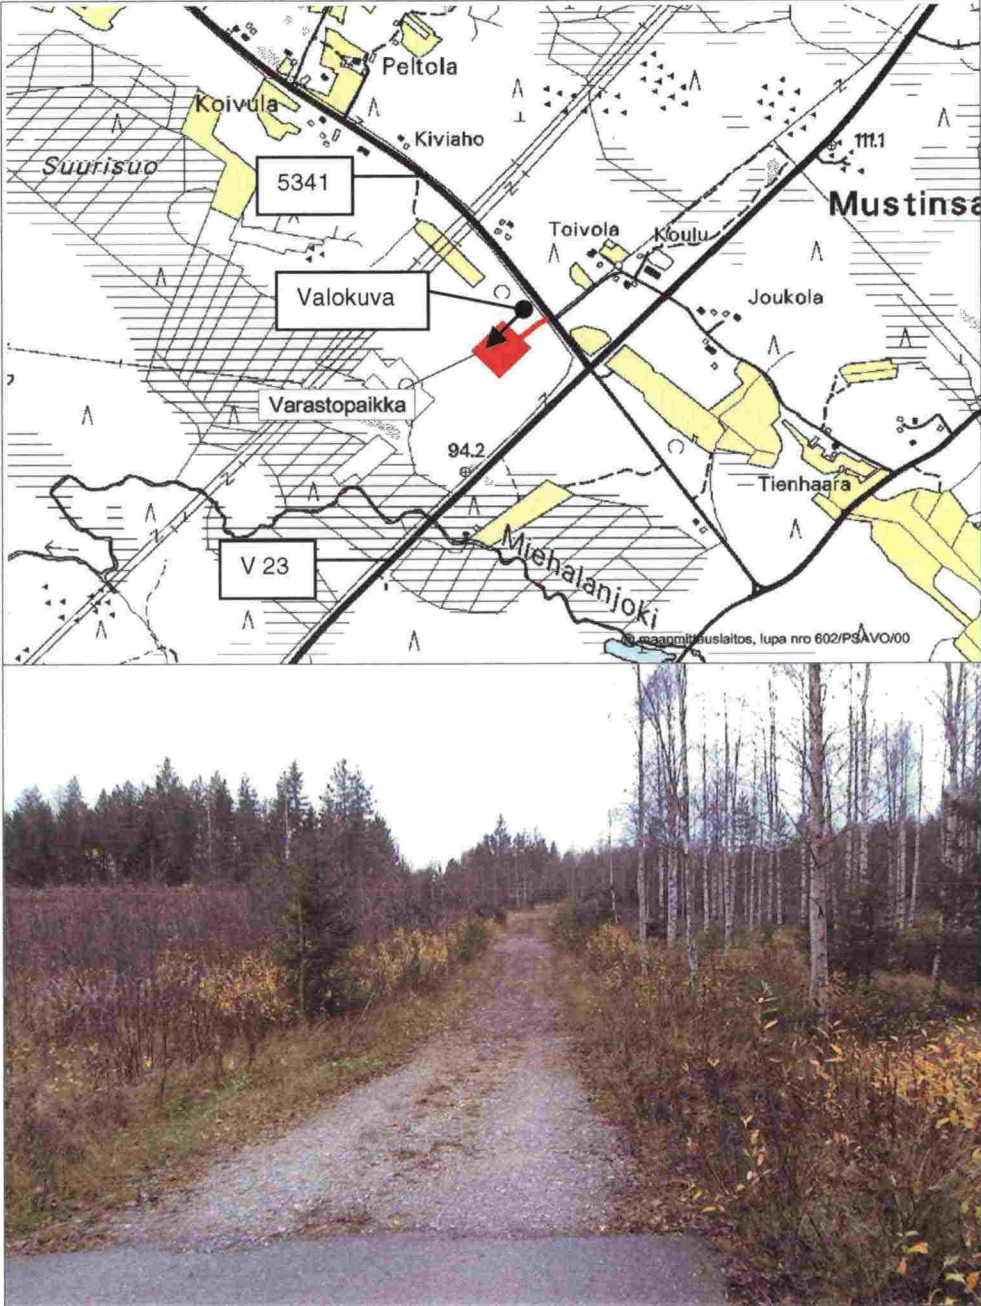 Peltola
Koivula
Kiviaho
111.1
Suurisuo
5341
Mustinsa
Toivola
Koulu
Valokuva
Joukola
Varastopaikka
94.2
Tienhaara
V 23
Miehalanjoki
maanmittauslaitos, lupa nro 602/PSAVO/00